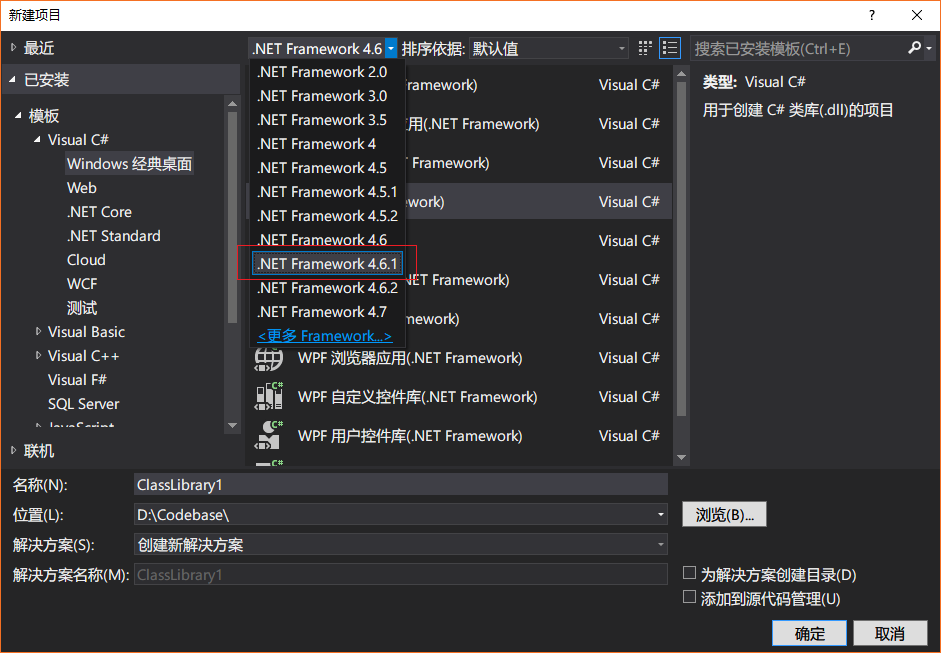 新建项目
?
最近
.NET Framework 4.6
排序依据:
默认值
搜索已安装模板(Ctrl+E)
已安装
模板
Visual C#
Windows 经典桌面
Web
.NET Core
.NET Standard
Cloud
WCF
测试
Visual Basic
Visual C++
Visual F#
SQL Server
JavaScript
联机
.NET Framework 2.0
.NET Framework 3.0
.NET Framework 3.5
.NET Framework 4
.NET Framework 4.5
.NET Framework 4.5.1
.NET Framework 4.5.2
.NET Framework 4.6
.NET Framework 4.6.1
.NET Framework 4.6.2
.NET Framework 4.7
<更多 Framework...>
ramework) Visual C#
用(.NET Framework) Visual C#
Framework) Visual C#
work) Visual C#
Visual C#
NET Framework) Visual C#
mework) Visual C#
WPF 浏览器应用(.NET Framework) Visual C#
WPF 自定义控件库(.NET Framework) Visual C#
WPF 用户控件库(.NET Framework) Visual C#
类型: Visual C#
用于创建 C# 类库(.dll)的项目
名称(N): ClassLibrary1
位置(L): D:\Codebase\
浏览(B)...
解决方案(S): 创建新解决方案
解决方案名称(M): ClassLibrary1
为解决方案创建目录(D)
添加到源代码管理(U)
确定
取消